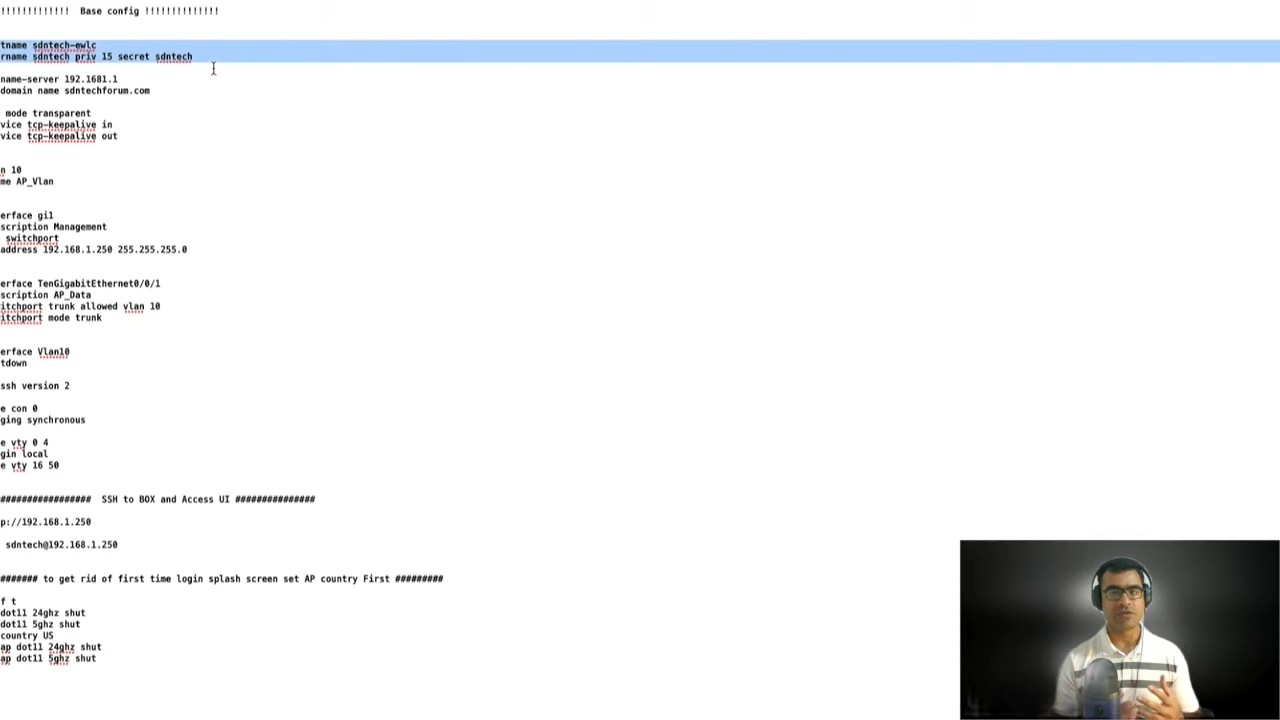 !!!!!!!!!!!!! Base config !!!!!!!!!!!!!!
tname sdntech-ewlc
rname sdntech priv 15 secret sdntech
name-server 192.1681.1
domain name sdntechforum.com
mode transparent
vice tcp-keepalive in
vice tcp-keepalive out
n 10
me AP_Vlan
erface gi1
scription Management
switchport
address 192.168.1.250 255.255.255.0
erface TenGigabitEthernet0/0/1
scription AP_Data
itchport trunk allowed vlan 10
itchport mode trunk
erface Vlan10
tdown
ssh version 2
e con 0
ging synchronous
e vty 0 4
gin local
e vty 16 50
################# SSH to BOX and Access UI ###############
p://192.168.1.250
sdntech@192.168.1.250
####### to get rid of first time login splash screen set AP country First #########
f t
dot11 24ghz shut
dot11 5ghz shut
country US
ap dot11 24ghz shut
ap dot11 5ghz shut